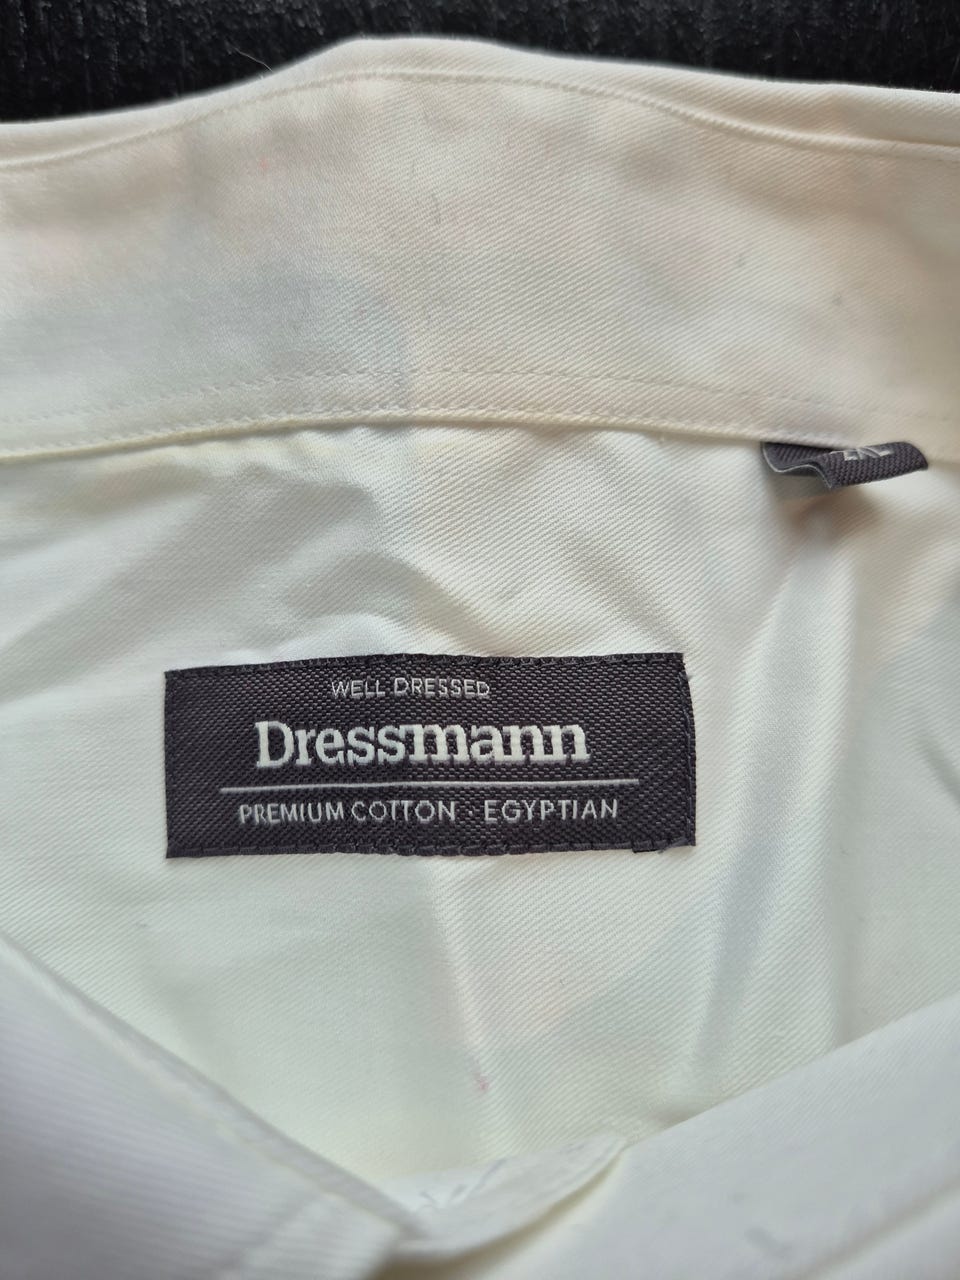 WELL DRESSED
Dressmann
PREMIUM COTTON · EGYPTIAN